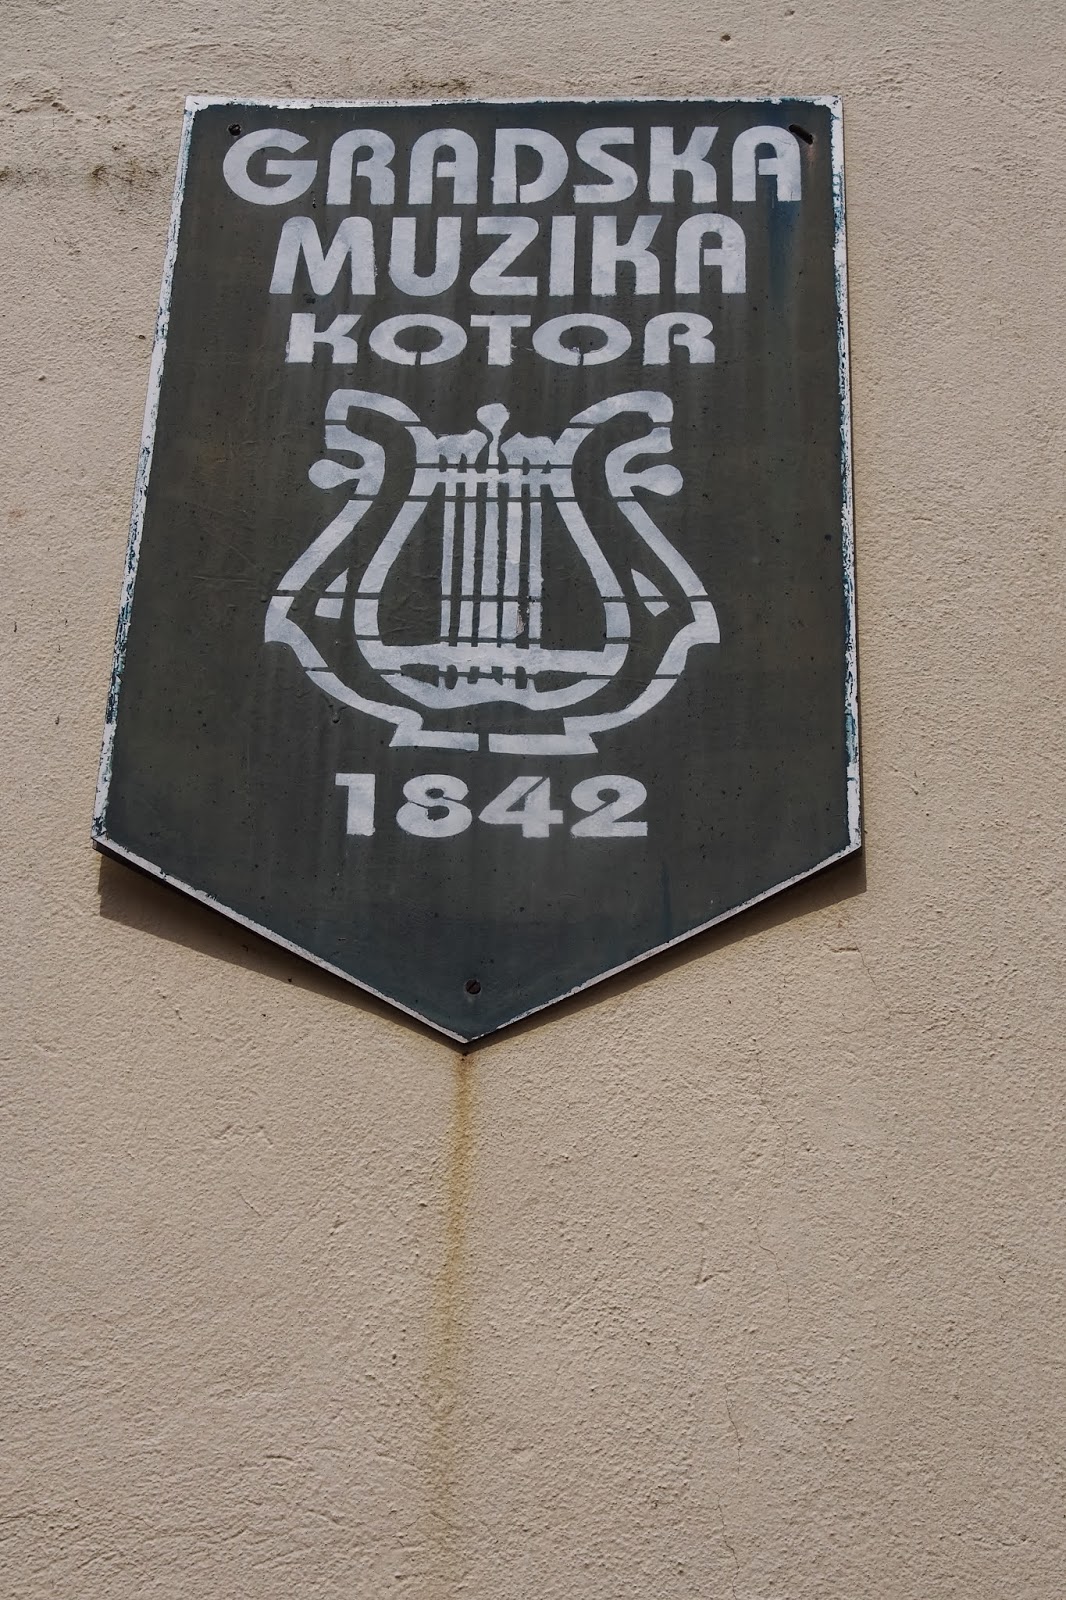 GRADSKA
MUZIKA
KOTOR
1842